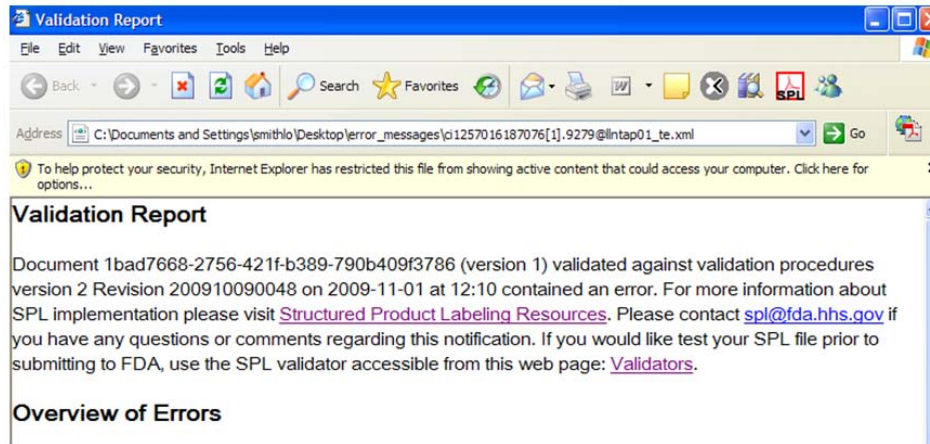 Validation Report
File Edit View Favorites Tools Help
Back Search Favorites SPL
Address C:\Documents and Settings\smithlo\Desktop\error_messages\ci1257016187076[1].9279@llntap01_te.xml Go
To help protect your security, Internet Explorer has restricted this file from showing active content that could access your computer. Click here for
options...
Validation Report
Document 1bad7668-2756-421f-b389-790b409f3786 (version 1) validated against validation procedures
version 2 Revision 200910090048 on 2009-11-01 at 12:10 contained an error. For more information about
SPL implementation please visit Structured Product Labeling Resources. Please contact spl@fda.hhs.gov if
you have any questions or comments regarding this notification. If you would like test your SPL file prior to
submitting to FDA, use the SPL validator accessible from this web page: Validators.
Overview of Errors